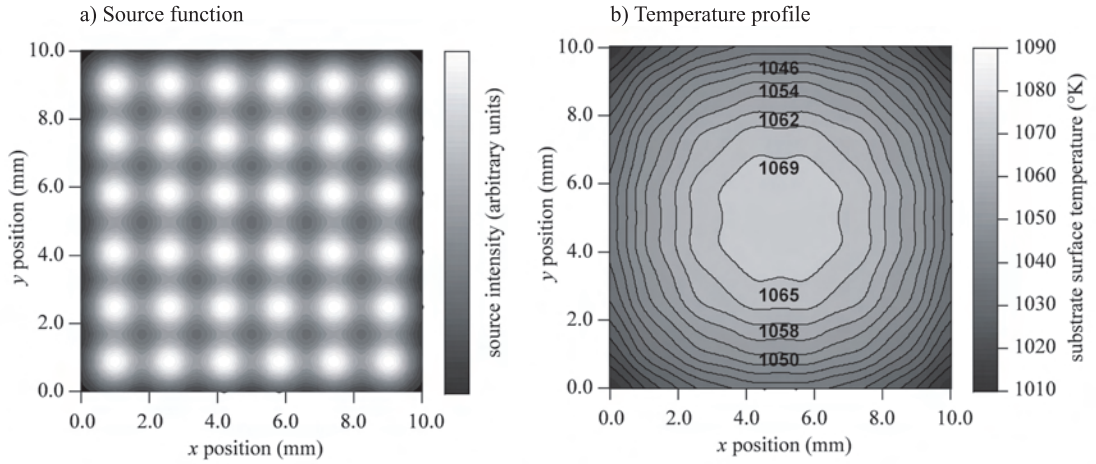 a) Source function
10.0
8.0
6.0
4.0
2.0
0.0
y position (mm)
0.0 2.0 4.0 6.0 8.0 10.0
x position (mm)
source intensity (arbitrary units)
b) Temperature profile
10.0
8.0
6.0
4.0
2.0
0.0
y position (mm)
1046
1054
1062
1069
1065
1058
1050
0.0 2.0 4.0 6.0 8.0 10.0
x position (mm)
1090
1080
1070
1060
1050
1040
1030
1020
1010
substrate surface temperature (°K)